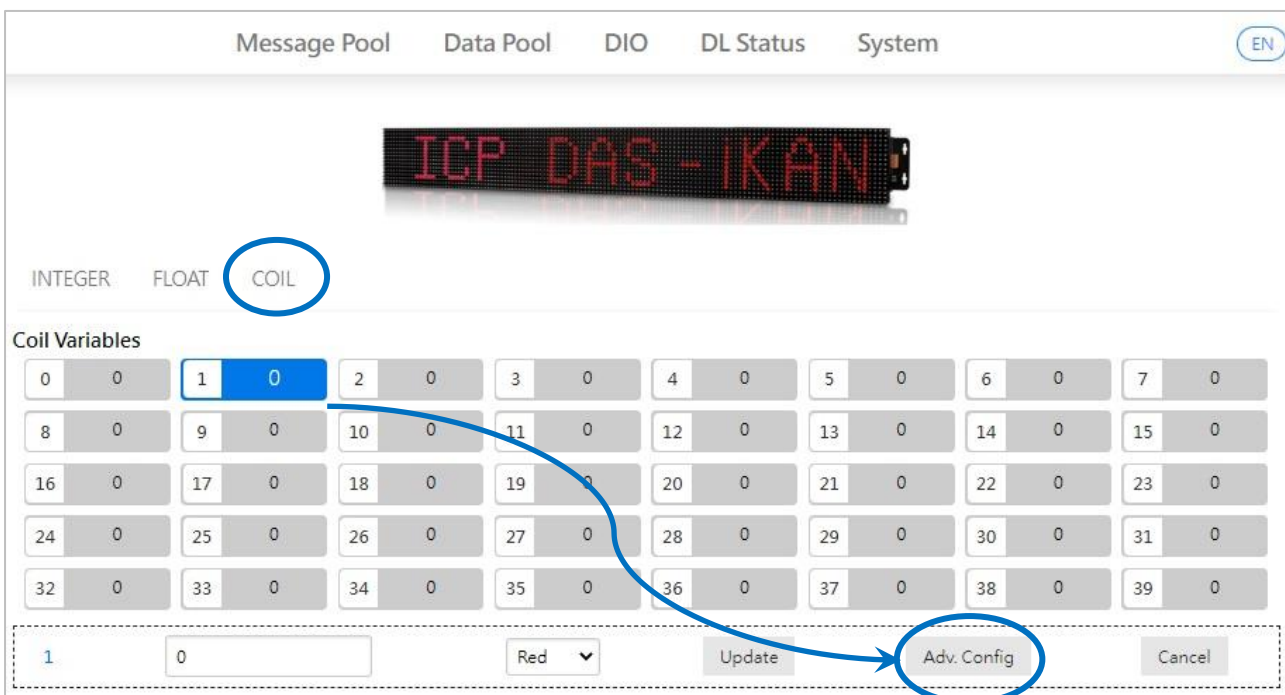 Message Pool Data Pool DIO DL Status System EN
ICP DAS - iKAN
INTEGER FLOAT COIL
Coil Variables
0 0 1 0 2 0 3 0 4 0 5 0 6 0 7 0
8 0 9 0 10 0 11 0 12 0 13 0 14 0 15 0
16 0 17 0 18 0 19 0 20 0 21 0 22 0 23 0
24 0 25 0 26 0 27 0 28 0 29 0 30 0 31 0
32 0 33 0 34 0 35 0 36 0 37 0 38 0 39 0
1 0 Red Update Adv. Config Cancel